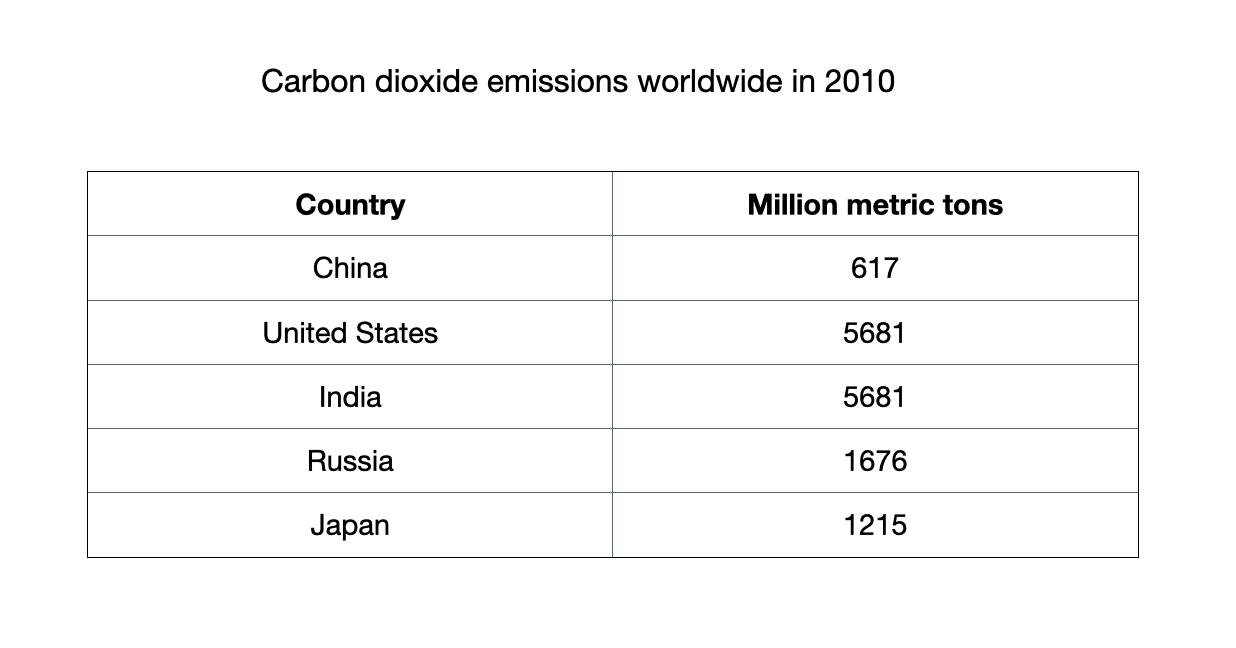 Carbon dioxide emissions worldwide in 2010
Country Million metric tons
China 617
United States 5681
India 5681
Russia 1676
Japan 1215